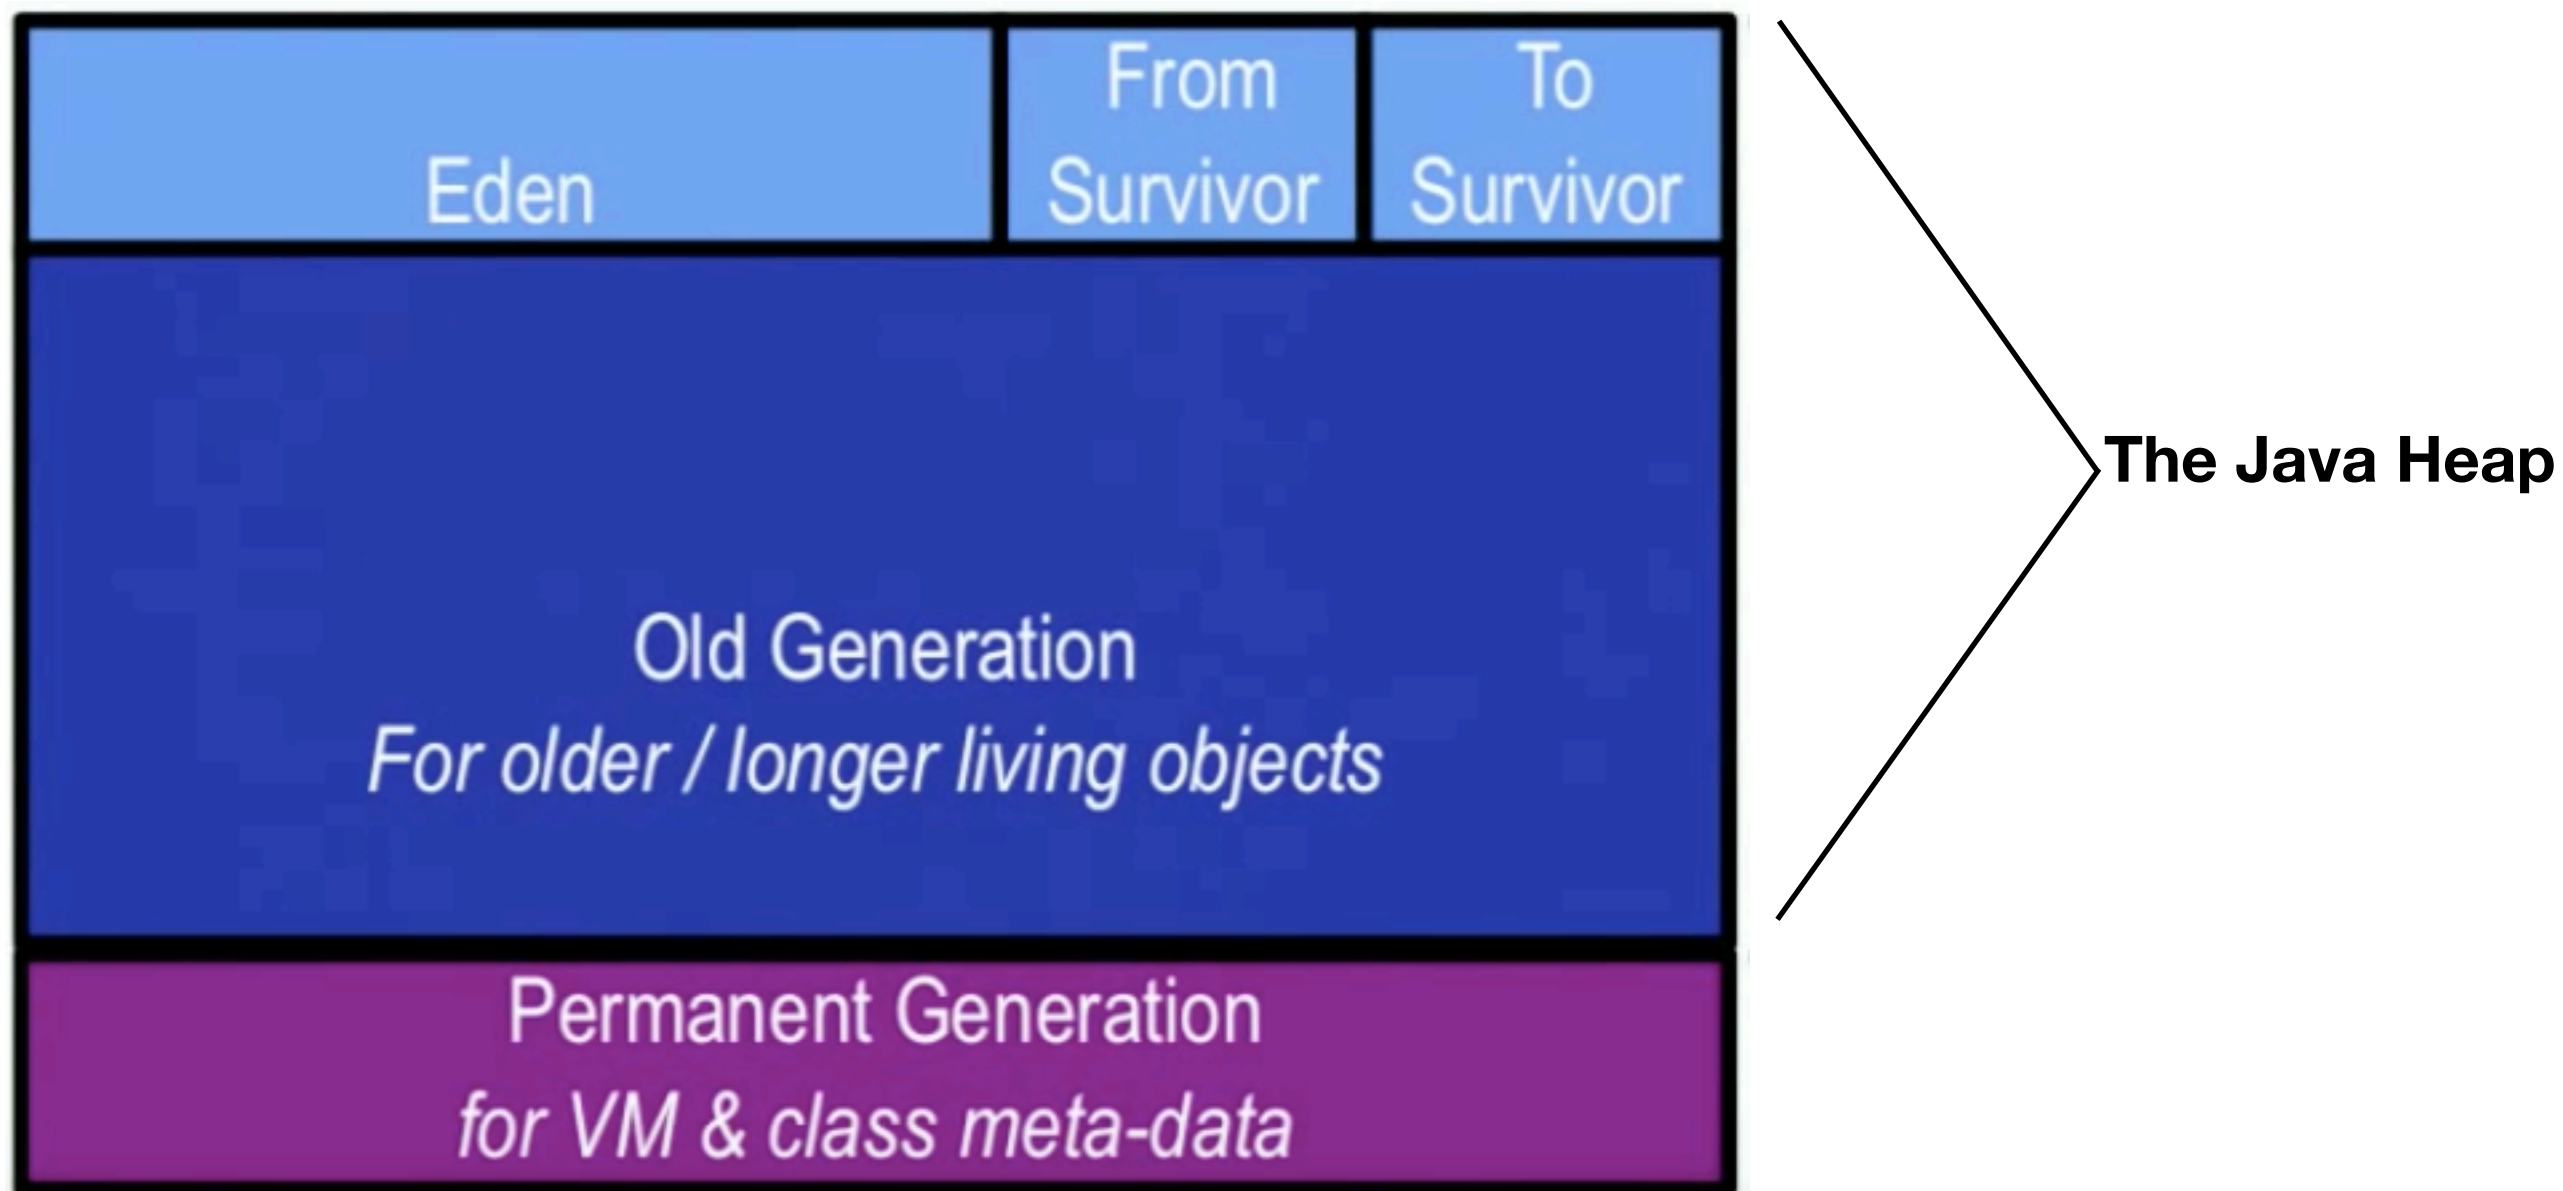 Eden
From
Survivor
To
Survivor
Old Generation
For older / longer living objects
The Java Heap
Permanent Generation
for VM & class meta-data